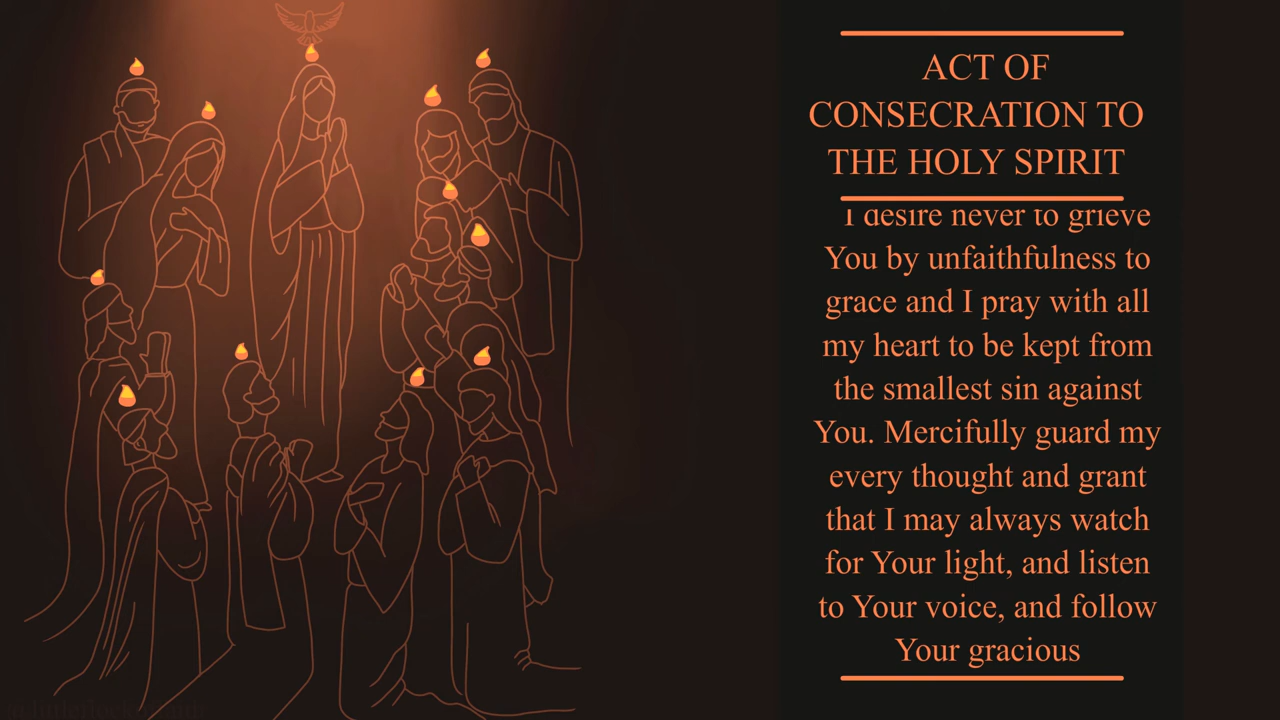 ACT OF
CONSECRATION TO
THE HOLY SPIRIT
I desire never to grieve
You by unfaithfulness to
grace and I pray with all
my heart to be kept from
the smallest sin against
You. Mercifully guard my
every thought and grant
that I may always watch
for Your light, and listen
to Your voice, and follow
Your gracious